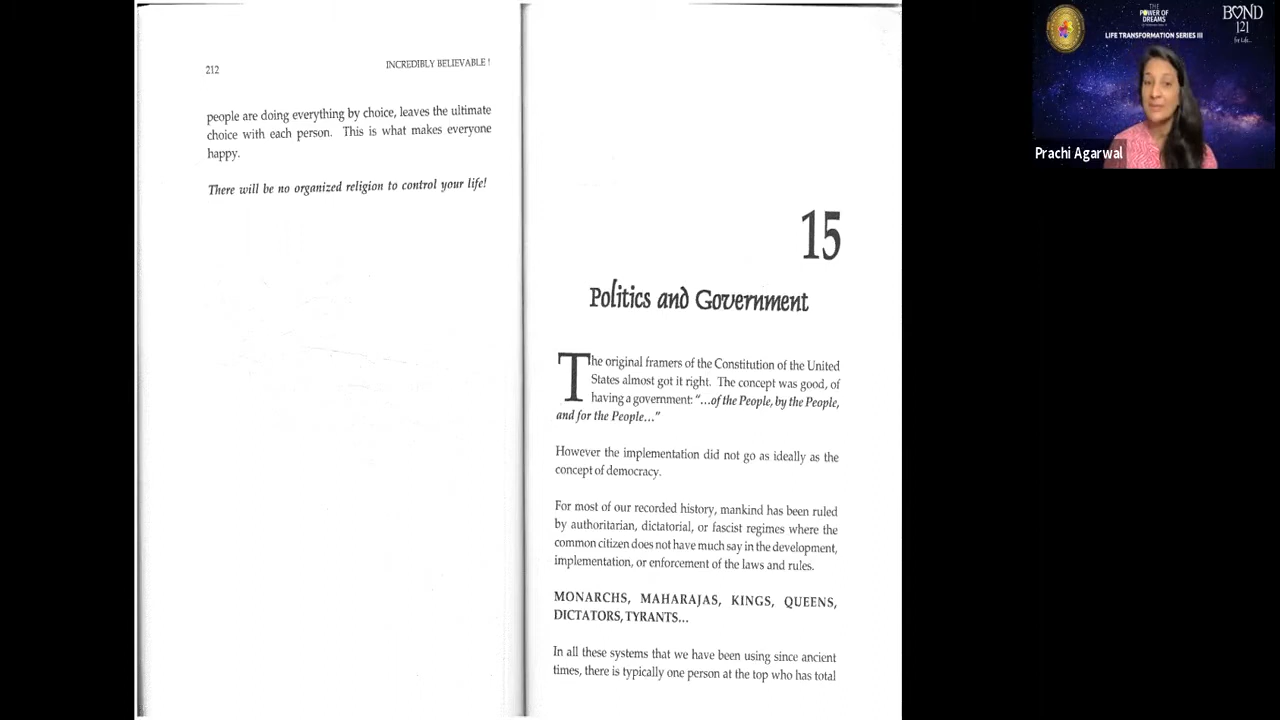 212
INCREDIBLY BELIEVABLE !
people are doing everything by choice, leaves the ultimate
choice with each person. This is what makes everyone
happy.
There will be no organized religion to control your life!
15
Politics and Government
The original framers of the Constitution of the United
States almost got it right. The concept was good, of
having a government: “...of the People, by the People,
and for the People...”
However the implementation did not go as ideally as the
concept of democracy.
For most of our recorded history, mankind has been ruled
by authoritarian, dictatorial, or fascist regimes where the
common citizen does not have much say in the development,
implementation, or enforcement of the laws and rules.
MONARCHS, MAHARAJAS, KINGS, QUEENS,
DICTATORS, TYRANTS...
In all these systems that we have been using since ancient
times, there is typically one person at the top who has total
THE
POWER OF
DREAMS
LIFE TRANSFORMATION SERIES III
BOND
121
For Life...
Prachi Agarwal